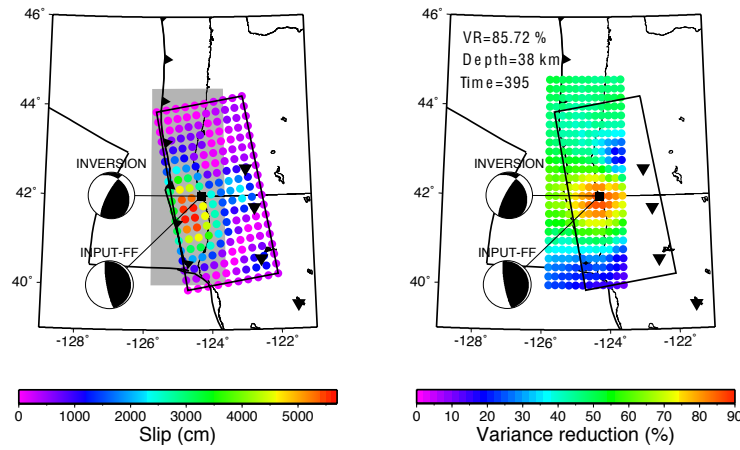 46°
44°
42°
40°
-128°
-126°
-124°
-122°
INVERSION
INPUT-FF
0
1000
2000
3000
4000
5000
Slip (cm)
46°
44°
42°
40°
-128°
-126°
-124°
-122°
VR=85.72 %
Depth=38 km
Time=395
INVERSION
INPUT-FF
0 10 20 30 40 50 60 70 80 90
Variance reduction (%)